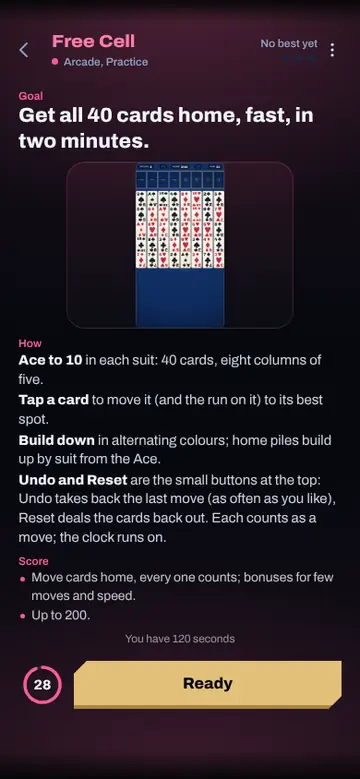 Free Cell
Arcade, Practice
No best yet
Goal
Get all 40 cards home, fast, in
two minutes.
How
Ace to 10 in each suit: 40 cards, eight columns of
five.
Tap a card to move it (and the run on it) to its best
spot.
Build down in alternating colours; home piles build
up by suit from the Ace.
Undo and Reset are the small buttons at the top:
Undo takes back the last move (as often as you like),
Reset deals the cards back out. Each counts as a
move; the clock runs on.
Score
Move cards home, every one counts; bonuses for few
moves and speed.
Up to 200.
You have 120 seconds
28
Ready